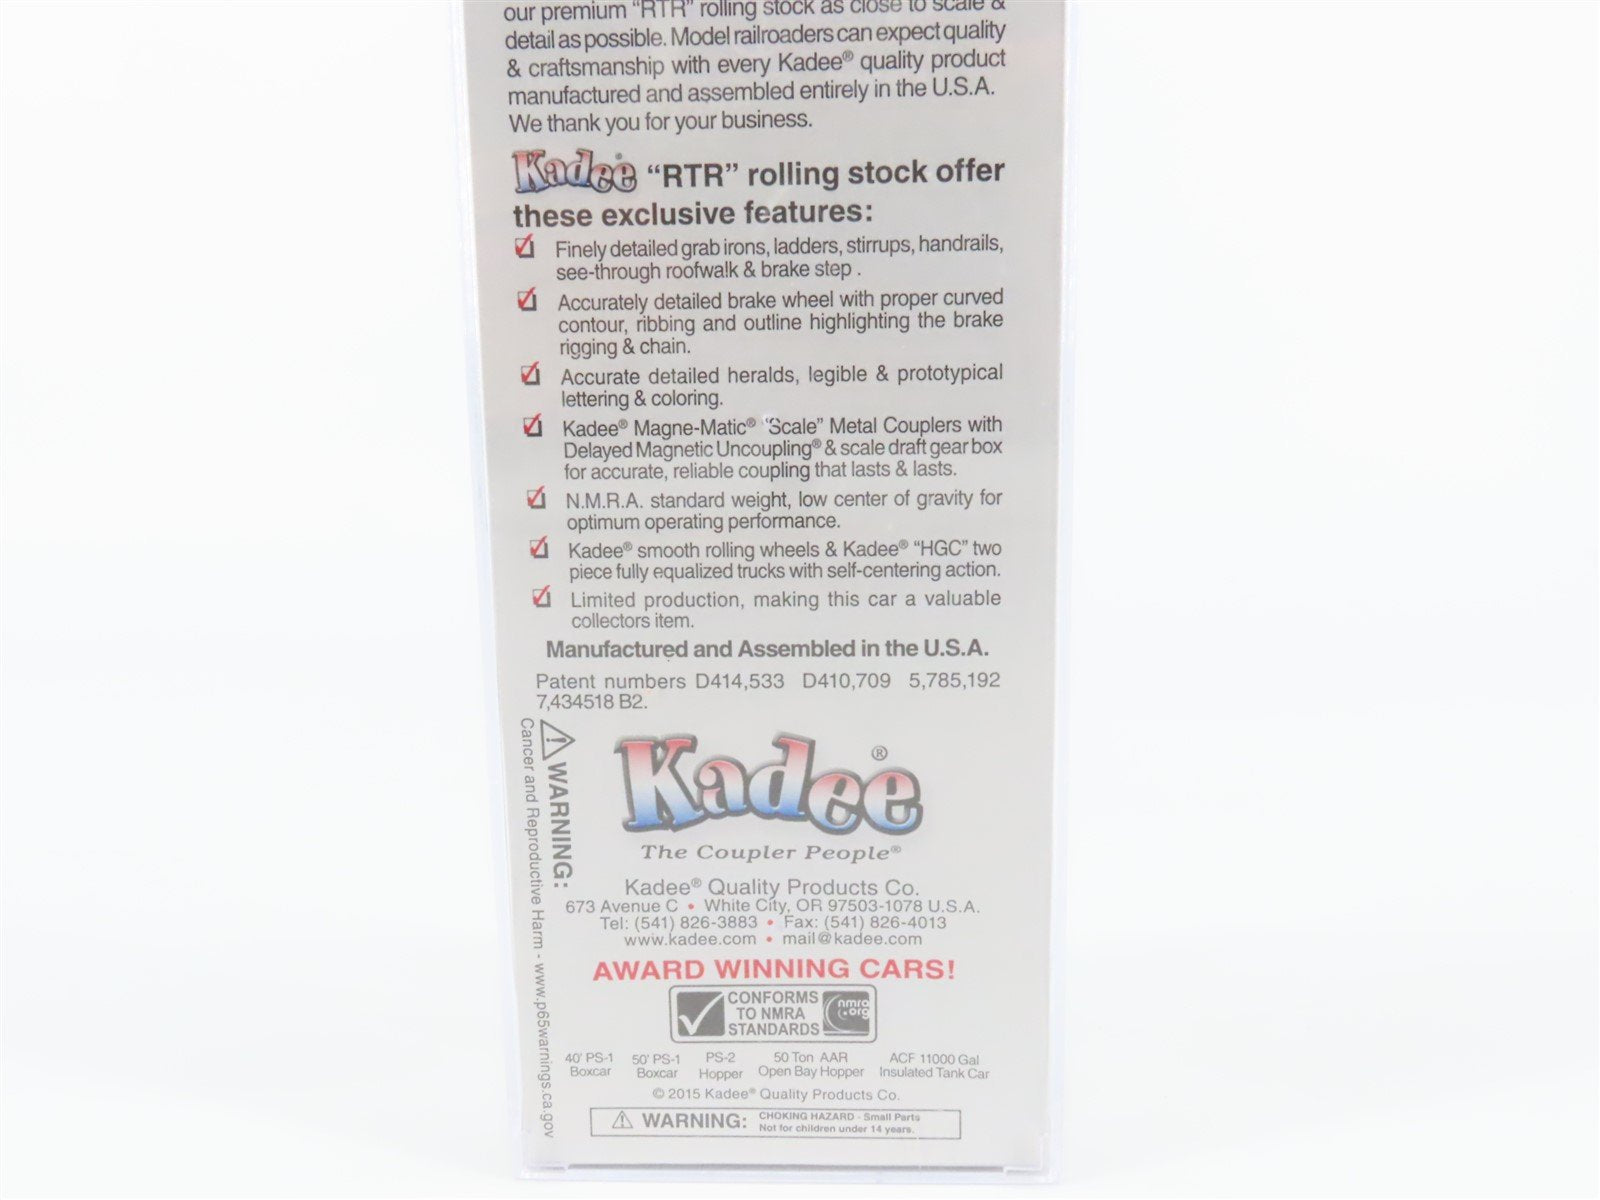 our premium "RTR" rolling stock as close to scale &
detail as possible. Model railroaders can expect quality
& craftsmanship with every Kadee® quality product
manufactured and assembled entirely in the U.S.A.
We thank you for your business.
Kadee® "RTR" rolling stock offer
these exclusive features:
Finely detailed grab irons, ladders, stirrups, handrails,
see-through roofwalk & brake step .
Accurately detailed brake wheel with proper curved
contour, ribbing and outline highlighting the brake
rigging & chain.
Accurate detailed heralds, legible & prototypical
lettering & coloring.
Kadee® Magne-Matic® "Scale" Metal Couplers with
Delayed Magnetic Uncoupling® & scale draft gear box
for accurate, reliable coupling that lasts & lasts.
N.M.R.A. standard weight, low center of gravity for
optimum operating performance.
Kadee® smooth rolling wheels & Kadee® "HGC" two
piece fully equalized trucks with self-centering action.
Limited production, making this car a valuable
collectors item.
Manufactured and Assembled in the U.S.A.
Patent numbers D414,533 D410,709 5,785,192
7,434518 B2.
WARNING:
Cancer and Reproductive Harm - www.p65warnings.ca.gov
Kadee®
The Coupler People®
Kadee® Quality Products Co.
673 Avenue C • White City, OR 97503-1078 U.S.A.
Tel: (541) 826-3883 • Fax: (541) 826-4013
www.kadee.com • mail@kadee.com
AWARD WINNING CARS!
CONFORMS
TO NMRA
STANDARDS
nmra
org
40' PS-1 50' PS-1 PS-2 50 Ton AAR ACF 11000 Gal
Boxcar Boxcar Hopper Open Bay Hopper Insulated Tank Car
© 2015 Kadee® Quality Products Co.
WARNING: CHOKING HAZARD - Small Parts
Not for children under 14 years.